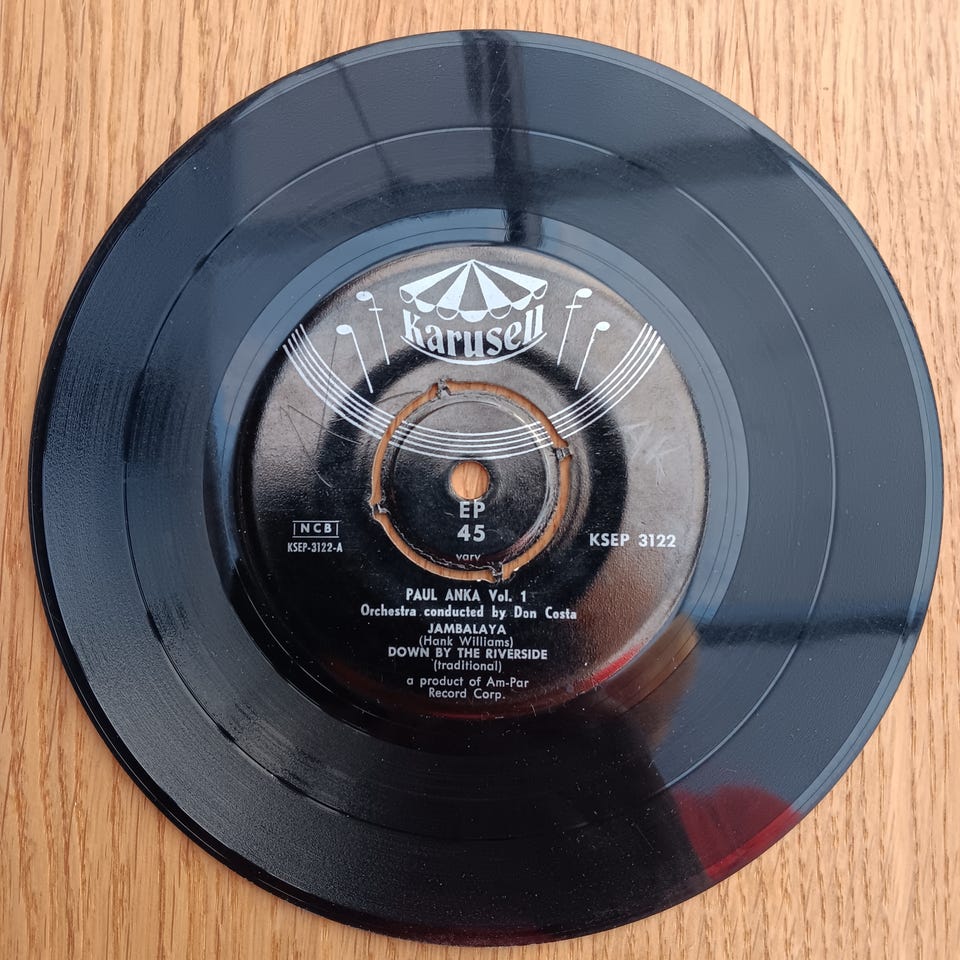 Karusell
EP
45
varv
NCB
KSEP-3122-A
KSEP 3122
PAUL ANKA Vol. 1
Orchestra conducted by Don Costa
JAMBALAYA
(Hank Williams)
DOWN BY THE RIVERSIDE
(traditional)
a product of Am-Par
Record Corp.